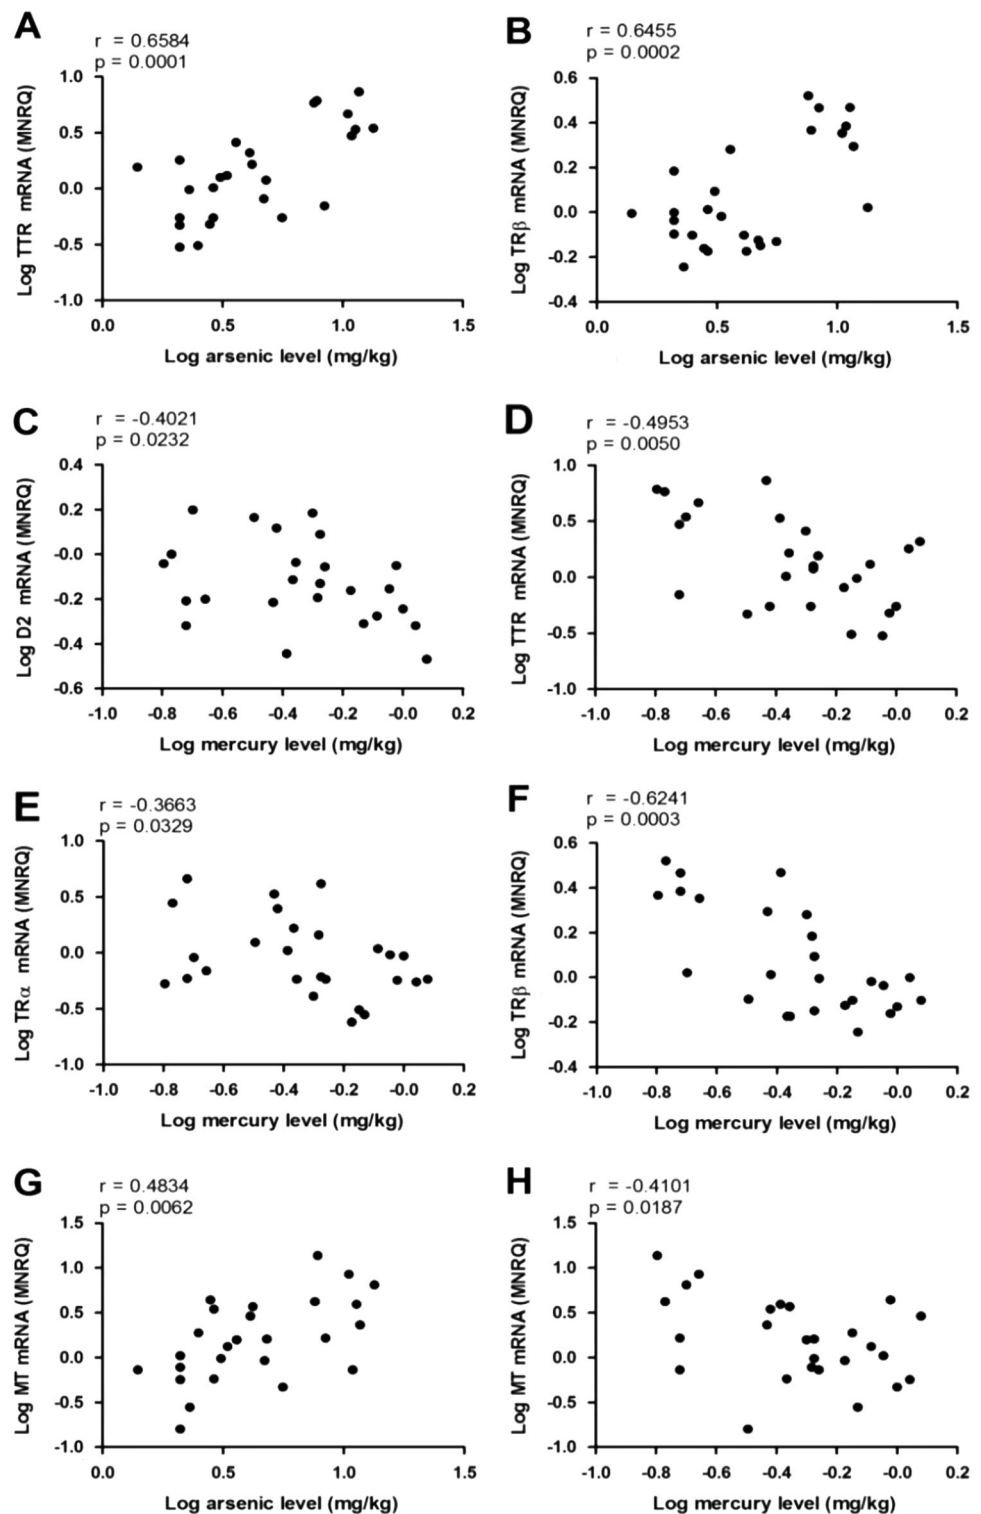 A
r = 0.6584
p = 0.0001
1.0
0.5
0.0
-0.5
-1.0
Log TTR mRNA (MNRQ)
0.0 0.5 1.0 1.5
Log arsenic level (mg/kg)
B
r = 0.6455
p = 0.0002
0.6
0.4
0.2
0.0
-0.2
-0.4
Log TRβ mRNA (MNRQ)
0.0 0.5 1.0 1.5
Log arsenic level (mg/kg)
C
r = -0.4021
p = 0.0232
0.4
0.2
-0.0
-0.2
-0.4
-0.6
Log D2 mRNA (MNRQ)
-1.0 -0.8 -0.6 -0.4 -0.2 -0.0 0.2
Log mercury level (mg/kg)
D
r = -0.4953
p = 0.0050
1.0
0.5
0.0
-0.5
-1.0
Log TTR mRNA (MNRQ)
-1.0 -0.8 -0.6 -0.4 -0.2 -0.0 0.2
Log mercury level (mg/kg)
E
r = -0.3663
p = 0.0329
1.0
0.5
0.0
-0.5
-1.0
Log TRα mRNA (MNRQ)
-1.0 -0.8 -0.6 -0.4 -0.2 -0.0 0.2
Log mercury level (mg/kg)
F
r = -0.6241
p = 0.0003
0.6
0.4
0.2
0.0
-0.2
-0.4
Log TRβ mRNA (MNRQ)
-1.0 -0.8 -0.6 -0.4 -0.2 -0.0 0.2
Log mercury level (mg/kg)
G
r = 0.4834
p = 0.0062
1.5
1.0
0.5
0.0
-0.5
-1.0
Log MT mRNA (MNRQ)
0.0 0.5 1.0 1.5
Log arsenic level (mg/kg)
H
r = -0.4101
p = 0.0187
1.5
1.0
0.5
0.0
-0.5
-1.0
Log MT mRNA (MNRQ)
-1.0 -0.8 -0.6 -0.4 -0.2 -0.0 0.2
Log mercury level (mg/kg)